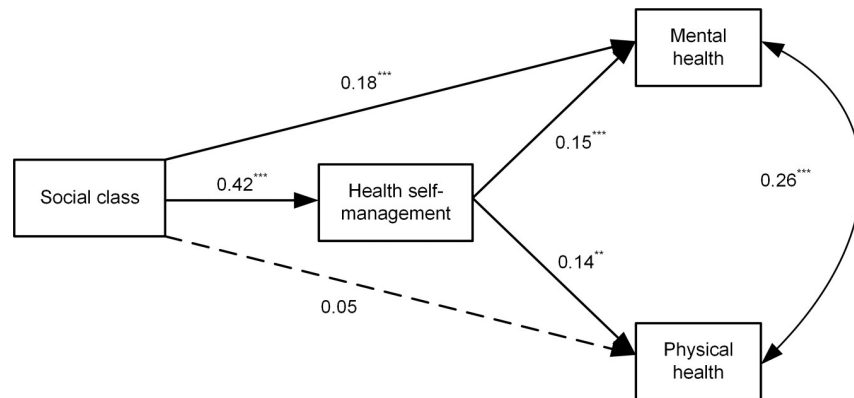 Mental
health
0.18***
0.15***
Social class
0.42***
Health self-
management
0.26***
0.14**
0.05
Physical
health